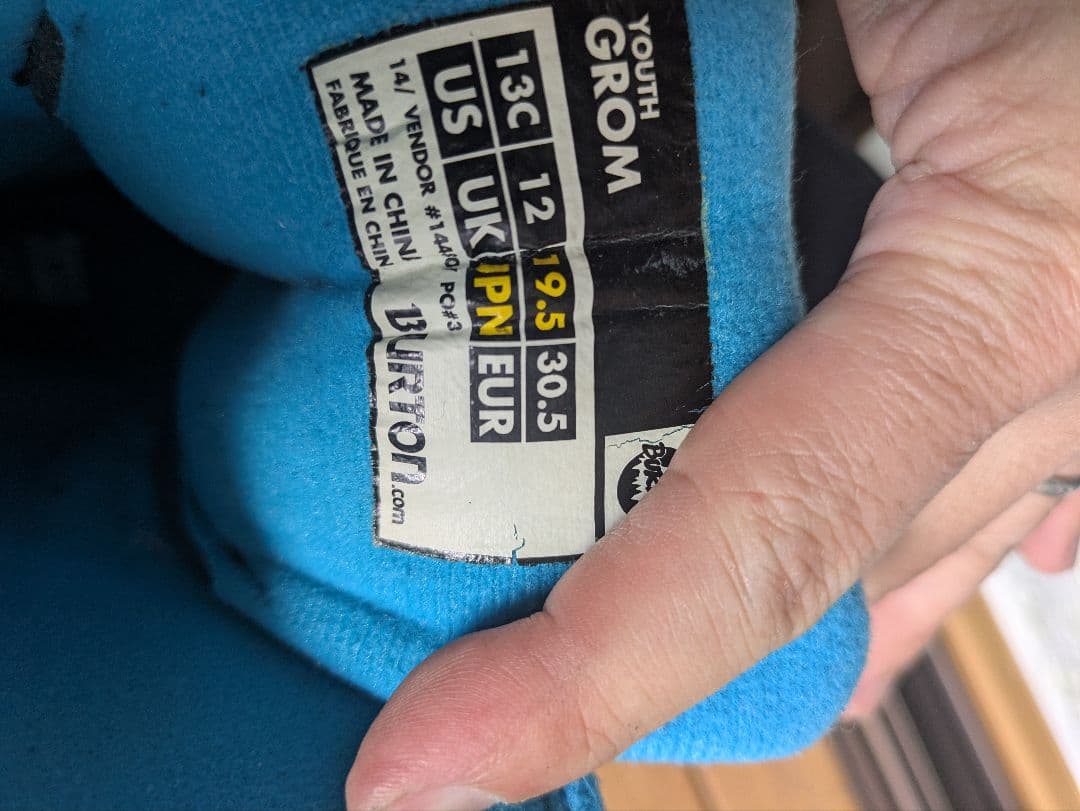 YOUTH
GROM
13C 12 19.5 30.5
US UK JPN EUR
14/ VENDOR
MADE IN CHIN
FABRIQUE EN CHIN
BURTON.com